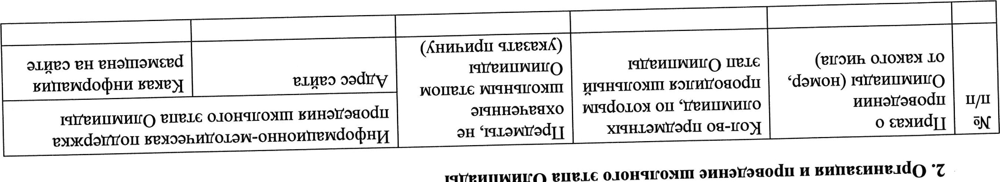 2. Организация и проведение школьного этапа Олимпиады
№
п/п
Приказ о
проведении
Олимпиады (номер,
от какого числа)
Кол-во предметных
олимпиад, по которым
проводился школьный
этап Олимпиады
Предметы, не
охваченные
школьным этапом
Олимпиады
(указать причину)
Информационно-методическая поддержка
проведения школьного этапа Олимпиады
Адрес сайта
Какая информация
размещена на сайте